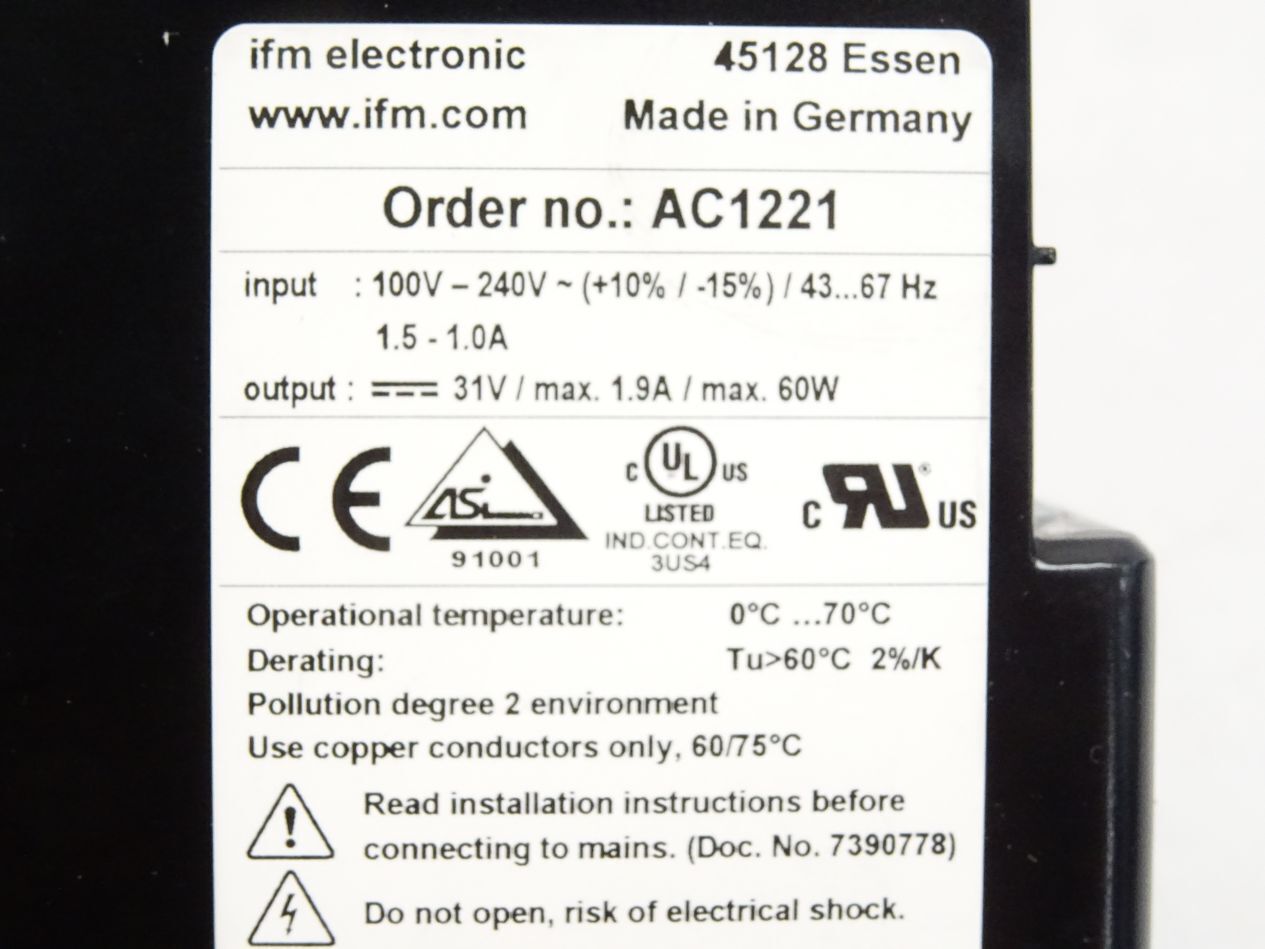 ifm electronic 45128 Essen
www.ifm.com Made in Germany
Order no.: AC1221
input : 100V – 240V ~ (+10% / -15%) / 43...67 Hz
1.5 - 1.0A
output : ⎓ 31V / max. 1.9A / max. 60W
CE ASi 91001 c UL US LISTED IND.CONT.EQ. 3US4 c RU ® US
Operational temperature: 0°C ...70°C
Derating: Tu>60°C 2%/K
Pollution degree 2 environment
Use copper conductors only, 60/75°C
Read installation instructions before
connecting to mains. (Doc. No. 7390778)
Do not open, risk of electrical shock.